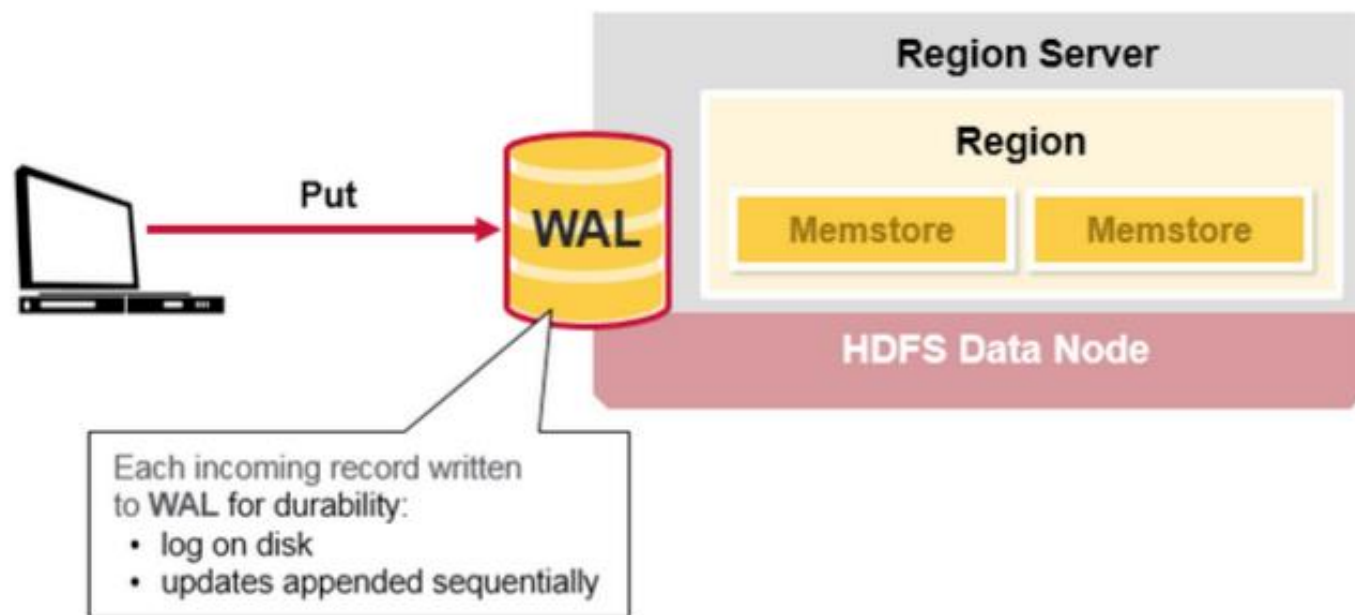 Region Server
Region
Put
WAL
Memstore
Memstore
HDFS Data Node
Each incoming record written
to WAL for durability:
• log on disk
• updates appended sequentially